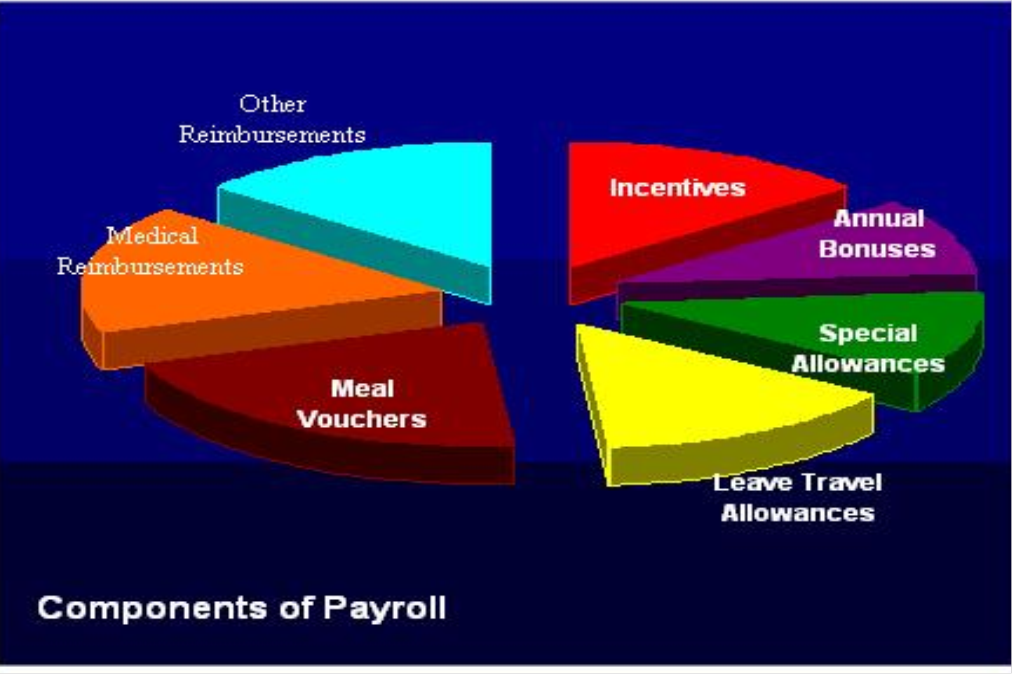 Other
Reimbursements
Incentives
Annual
Bonuses
Medical
Reimbursements
Special
Allowances
Meal
Vouchers
Leave Travel
Allowances
Components of Payroll